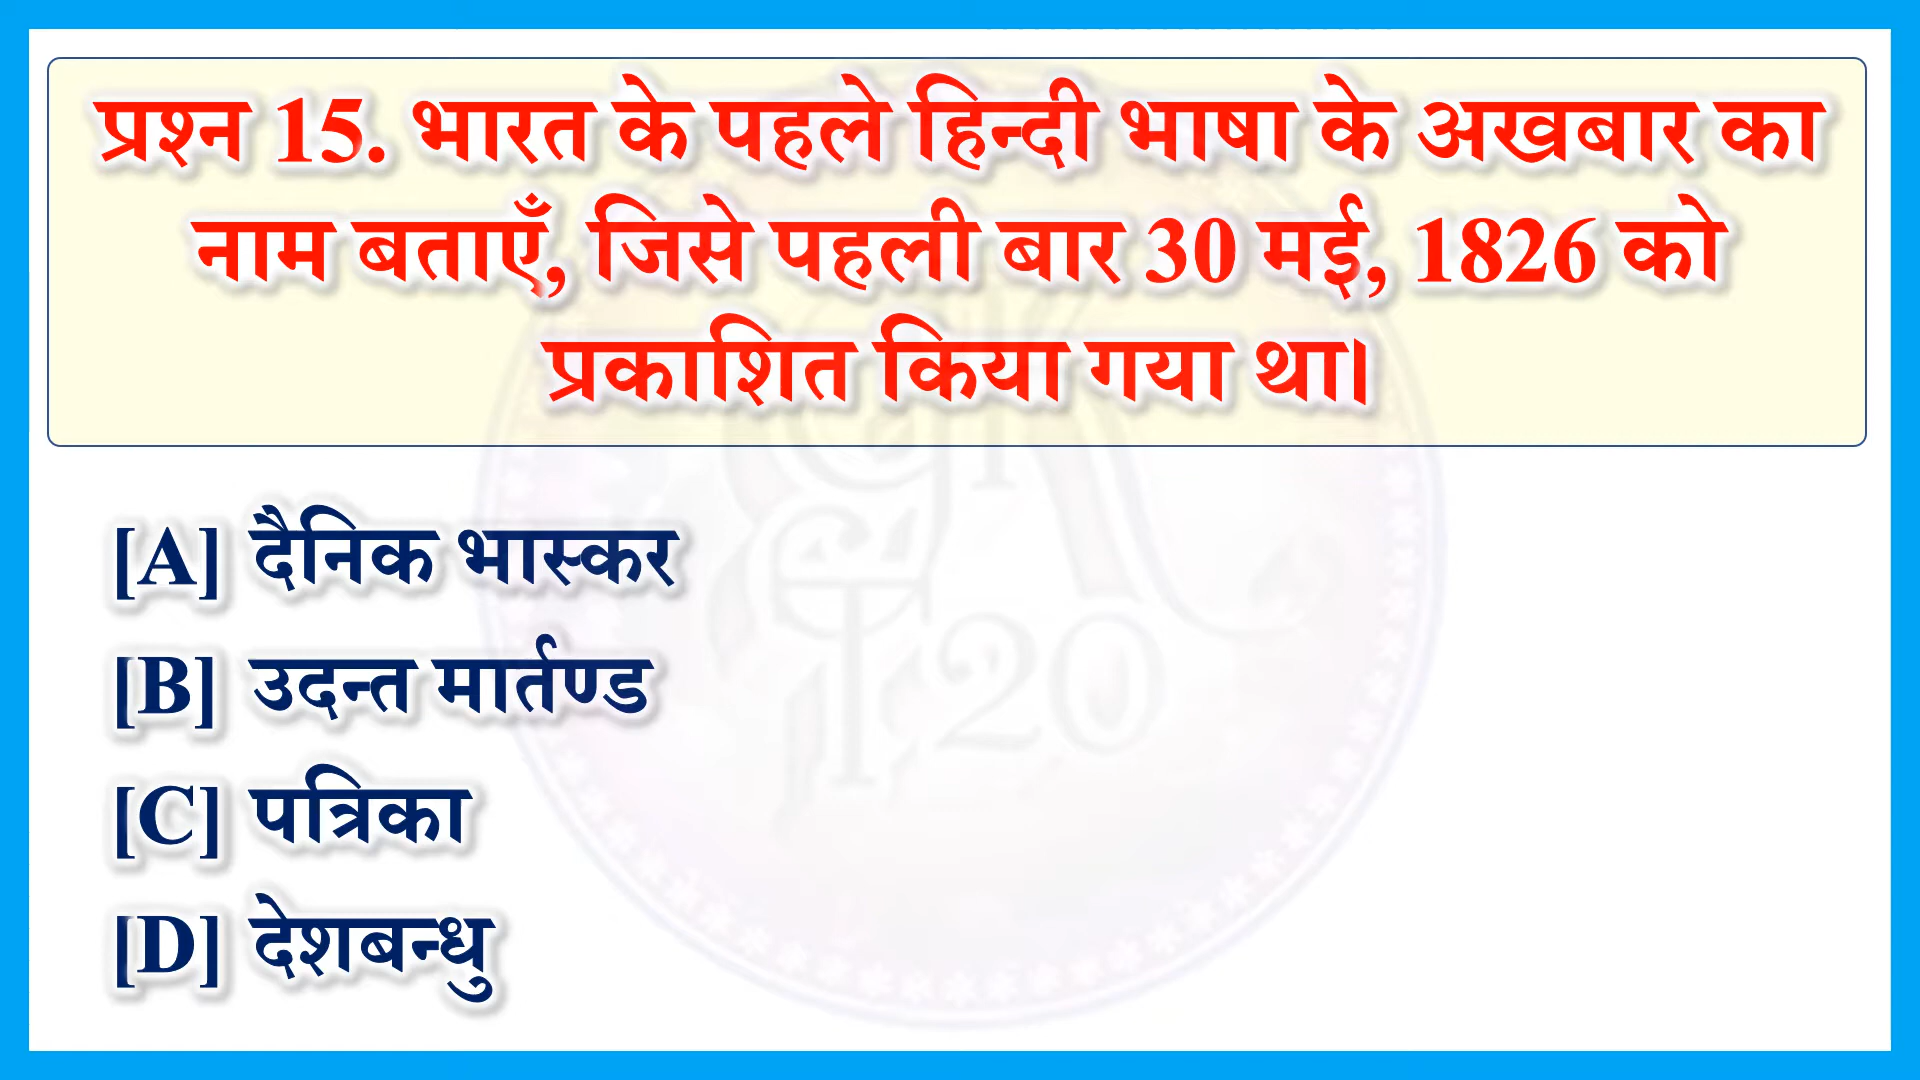 प्रश्न 15. भारत के पहले हिन्दी भाषा के अखबार का
नाम बताएँ, जिसे पहली बार 30 मई, 1826 को
प्रकाशित किया गया था।
[A] दैनिक भास्कर
[B] उदन्त मार्तण्ड
[C] पत्रिका
[D] देशबन्धु